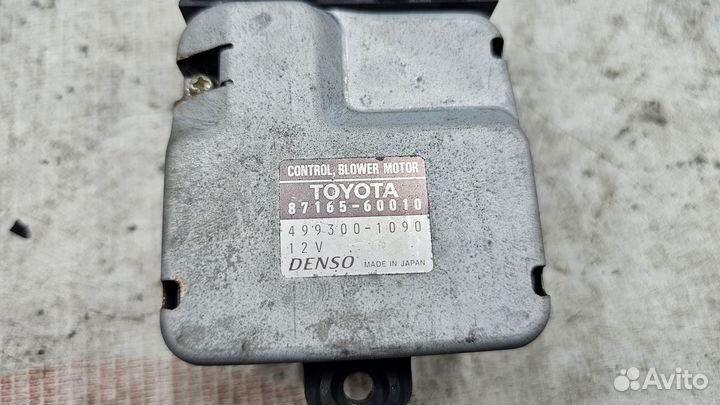 CONTROL, BLOWER MOTOR
TOYOTA
87165-60010
499300-1090
12V
DENSO MADE IN JAPAN
Avito